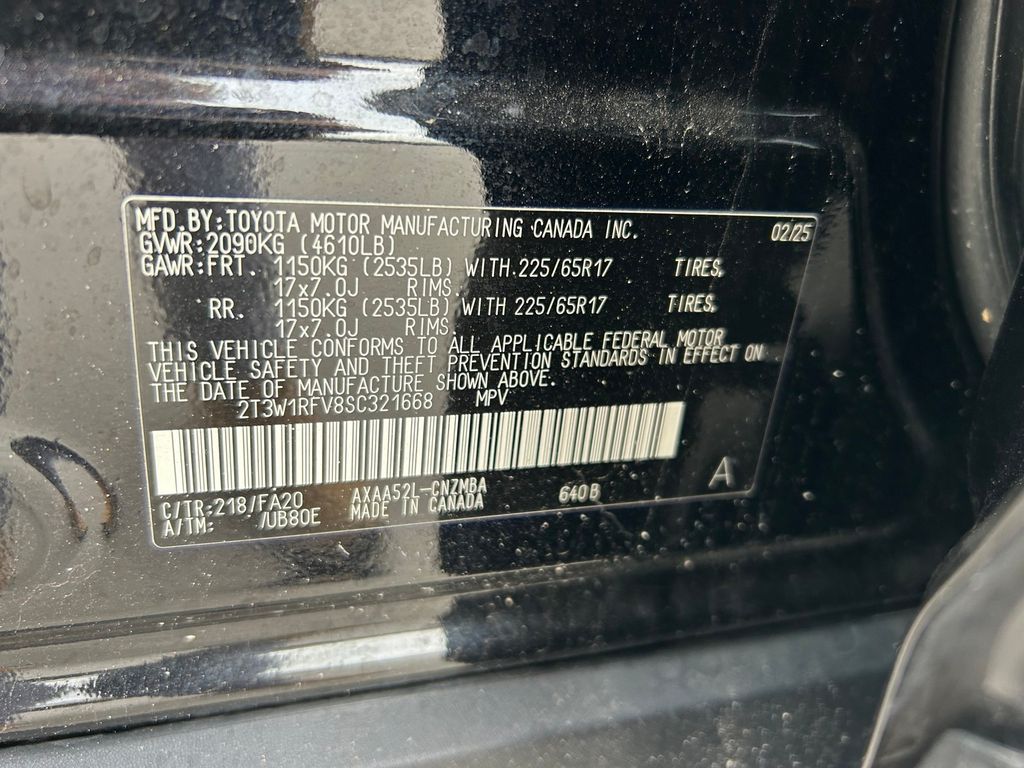 MFD.BY:TOYOTA MOTOR MANUFACTURING CANADA INC. 02/25
GVWR:2090KG (4610LB)
GAWR:FRT. 1150KG (2535LB) WITH 225/65R17 TIRES,
17x7.0J RIMS,
RR. 1150KG (2535LB) WITH 225/65R17 TIRES,
17x7.0J RIMS.
THIS VEHICLE CONFORMS TO ALL APPLICABLE FEDERAL MOTOR
VEHICLE SAFETY AND THEFT PREVENTION STANDARDS IN EFFECT ON
THE DATE OF MANUFACTURE SHOWN ABOVE.
2T3W1RFV8SC321668 MPV
A
C/TR:218/FA20 AXAA52L-CNZMBA 640B
A/TM: /UB80E MADE IN CANADA